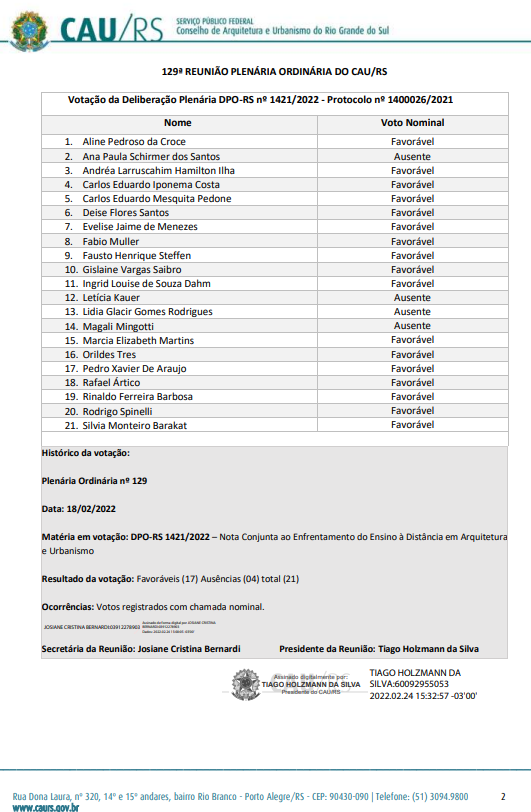 CAU/RS
SERVIÇO PÚBLICO FEDERAL
Conselho de Arquitetura e Urbanismo do Rio Grande do Sul
129ª REUNIÃO PLENÁRIA ORDINÁRIA DO CAU/RS
Votação da Deliberação Plenária DPO-RS nº 1421/2022 - Protocolo nº 1400026/2021
Nome Voto Nominal
1. Aline Pedroso da Croce Favorável
2. Ana Paula Schirmer dos Santos Ausente
3. Andréa Larruscahim Hamilton Ilha Favorável
4. Carlos Eduardo Iponema Costa Favorável
5. Carlos Eduardo Mesquita Pedone Favorável
6. Deise Flores Santos Favorável
7. Evelise Jaime de Menezes Favorável
8. Fabio Muller Favorável
9. Fausto Henrique Steffen Favorável
10. Gislaine Vargas Saibro Favorável
11. Ingrid Louise de Souza Dahm Favorável
12. Letícia Kauer Ausente
13. Lidia Glacir Gomes Rodrigues Ausente
14. Magali Mingotti Ausente
15. Marcia Elizabeth Martins Favorável
16. Orildes Tres Favorável
17. Pedro Xavier De Araujo Favorável
18. Rafael Ártico Favorável
19. Rinaldo Ferreira Barbosa Favorável
20. Rodrigo Spinelli Favorável
21. Silvia Monteiro Barakat Favorável
Histórico da votação:
Plenária Ordinária nº 129
Data: 18/02/2022
Matéria em votação: DPO-RS 1421/2022 – Nota Conjunta ao Enfrentamento do Ensino à Distância em Arquitetura
e Urbanismo
Resultado da votação: Favoráveis (17) Ausências (04) total (21)
Ocorrências: Votos registrados com chamada nominal.
JOSIANE CRISTINA BERNARDI:03912278902
Secretária da Reunião: Josiane Cristina Bernardi Presidente da Reunião: Tiago Holzmann da Silva
Assinado digitalmente por:
TIAGO HOLZMANN DA SILVA
Presidente do CAU/RS
TIAGO HOLZMANN DA
SILVA:60092955053
2022.02.24 15:32:57 -03'00'
Rua Dona Laura, nº 320, 14º e 15º andares, bairro Rio Branco - Porto Alegre/RS - CEP: 90430-090 | Telefone: (51) 3094.9800 2
www.caurs.gov.br